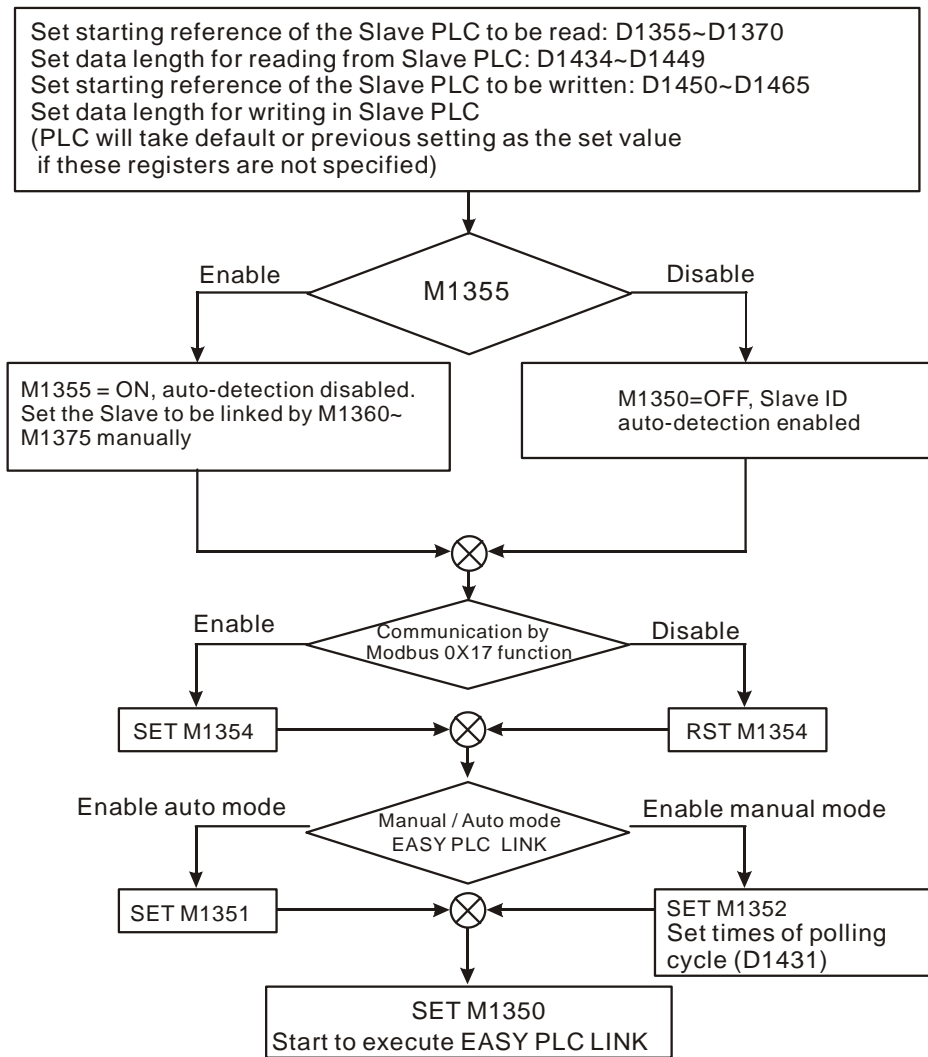 Set starting reference of the Slave PLC to be read: D1355~D1370
Set data length for reading from Slave PLC: D1434~D1449
Set starting reference of the Slave PLC to be written: D1450~D1465
Set data length for writing in Slave PLC
(PLC will take default or previous setting as the set value
if these registers are not specified)
Enable
Disable
M1355
M1355 = ON, auto-detection disabled.
Set the Slave to be linked by M1360~
M1375 manually
M1350=OFF, Slave ID
auto-detection enabled
Enable
Disable
Communication by
Modbus 0X17 function
SET M1354
RST M1354
Enable auto mode
Enable manual mode
Manual / Auto mode
EASY PLC LINK
SET M1351
SET M1352
Set times of polling
cycle (D1431)
SET M1350
Start to execute EASY PLC LINK